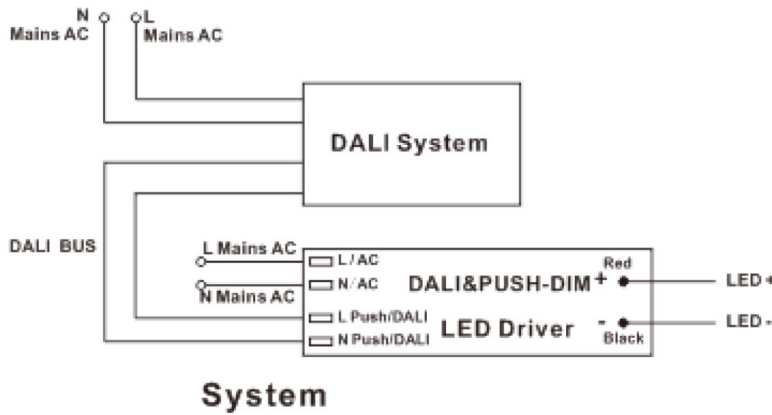 N
Mains AC
L
Mains AC
DALI System
DALI BUS
L Mains AC
N Mains AC
L/AC
N/AC
L Push/DALI
N Push/DALI
DALI&PUSH-DIM
LED Driver
Red
+
-
Black
LED +
LED -
System